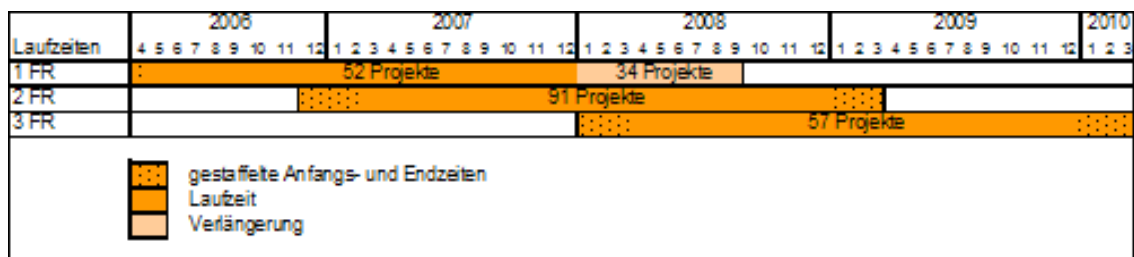 2006 2007 2008 2009 2010
Laufzeiten 4 5 6 7 8 9 10 11 12 1 2 3 4 5 6 7 8 9 10 11 12 1 2 3 4 5 6 7 8 9 10 11 12 1 2 3 4 5 6 7 8 9 10 11 12 1 2 3
1 FR 52 Projekte 34 Projekte
2 FR 91 Projekte
3 FR 57 Projekte
gestaffelte Anfangs- und Endzeiten
Laufzeit
Verlängerung